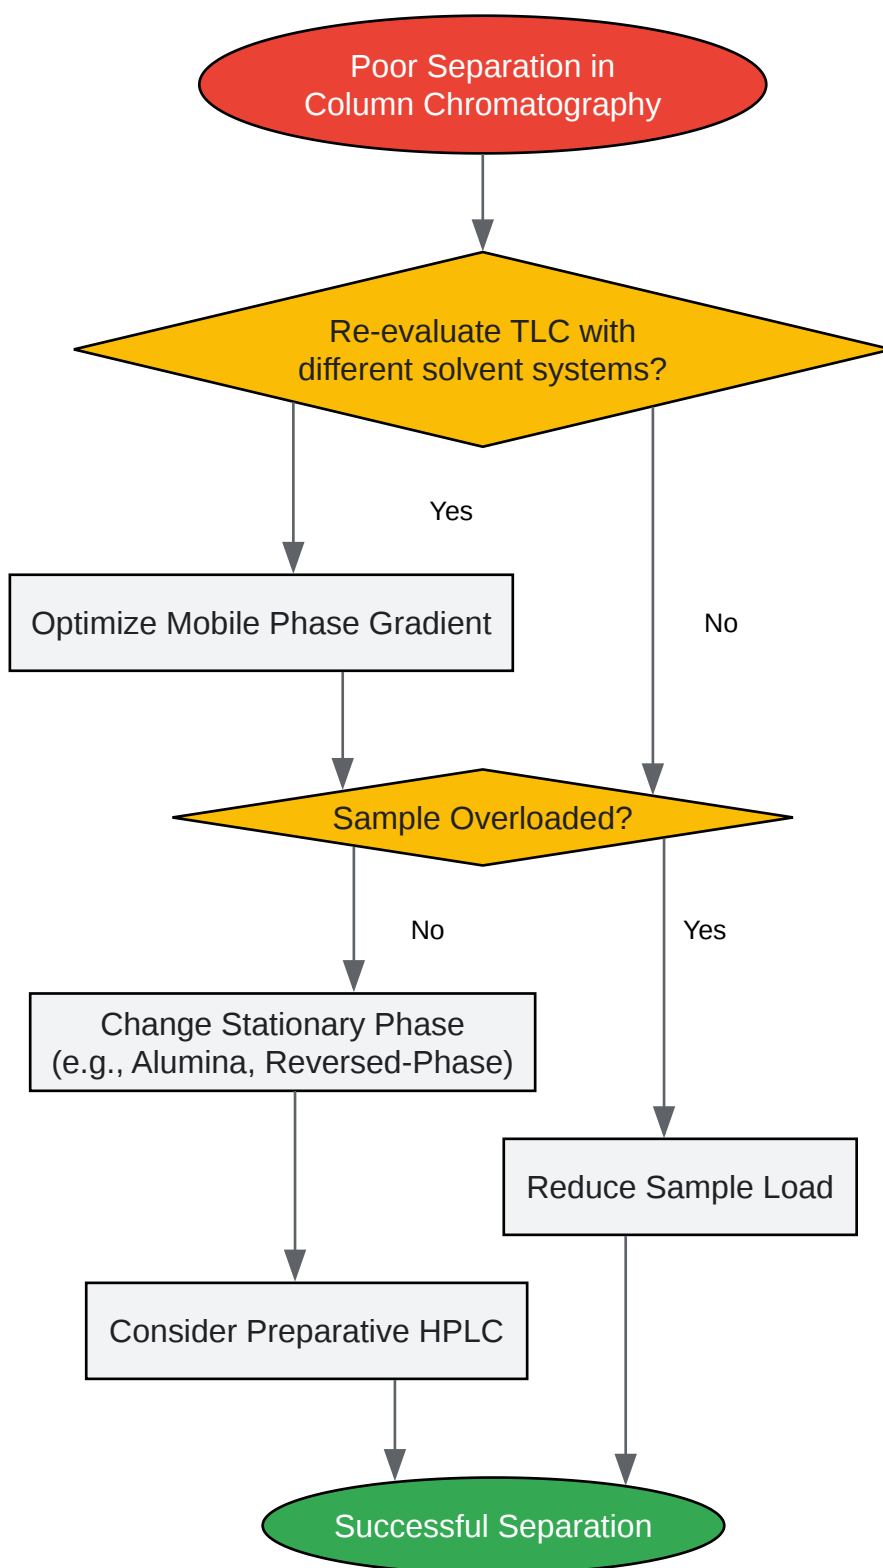 Poor Separation in
Column Chromatography
Re-evaluate TLC with
different solvent systems?
Yes
Optimize Mobile Phase Gradient
No
Sample Overloaded?
No
Yes
Change Stationary Phase
(e.g., Alumina, Reversed-Phase)
Reduce Sample Load
Consider Preparative HPLC
Successful Separation